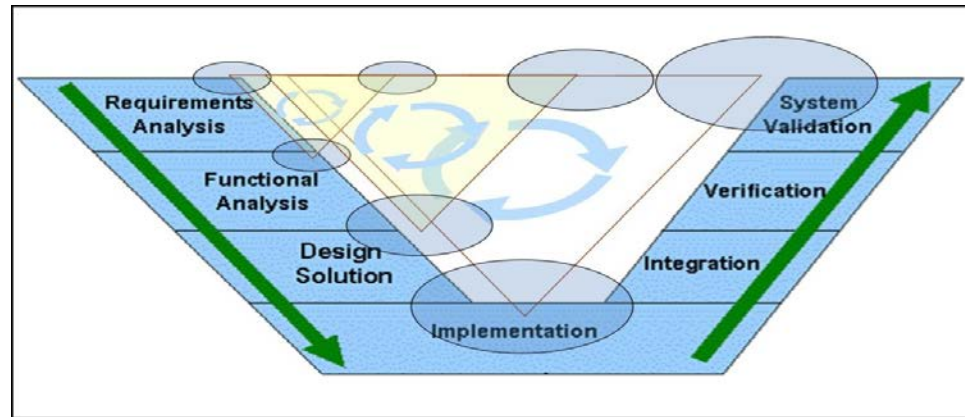 Requirements
Analysis
Functional
Analysis
Design
Solution
Implementation
Integration
Verification
System
Validation